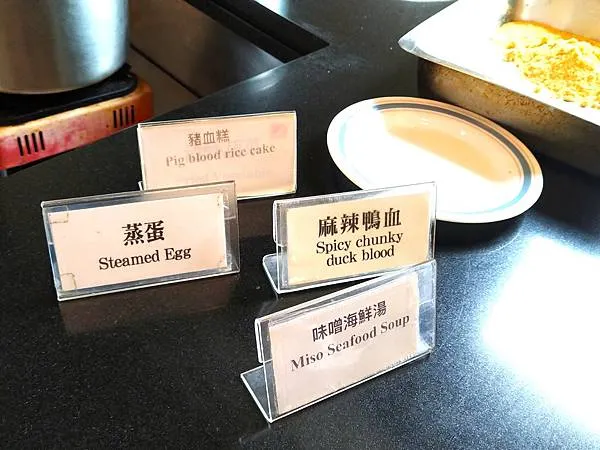 豬血糕
Pig blood rice cake
蒸蛋
Steamed Egg
麻辣鴨血
Spicy chunky
duck blood
味噌海鮮湯
Miso Seafood Soup